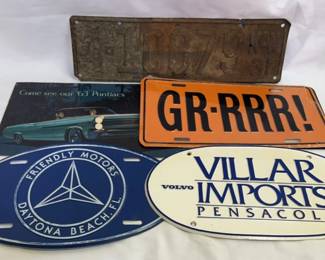 Come see our '63 Pontiacs
GR-RRR!
FRIENDLY MOTORS
DAYTONA BEACH, FL
VILLAR
VOLVO IMPORTS
PENSACOL